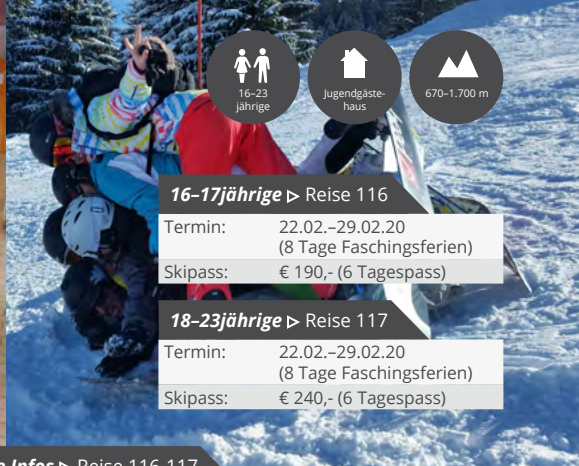 16–23
jährige
Jugendgäste-
haus
670–1.700 m
16–17jährige ▷ Reise 116
Termin: 22.02.–29.02.20
(8 Tage Faschingsferien)
Skipass: € 190,- (6 Tagespass)
18–23jährige ▷ Reise 117
Termin: 22.02.–29.02.20
(8 Tage Faschingsferien)
Skipass: € 240,- (6 Tagespass)
Infos ▷ Reise 116-117